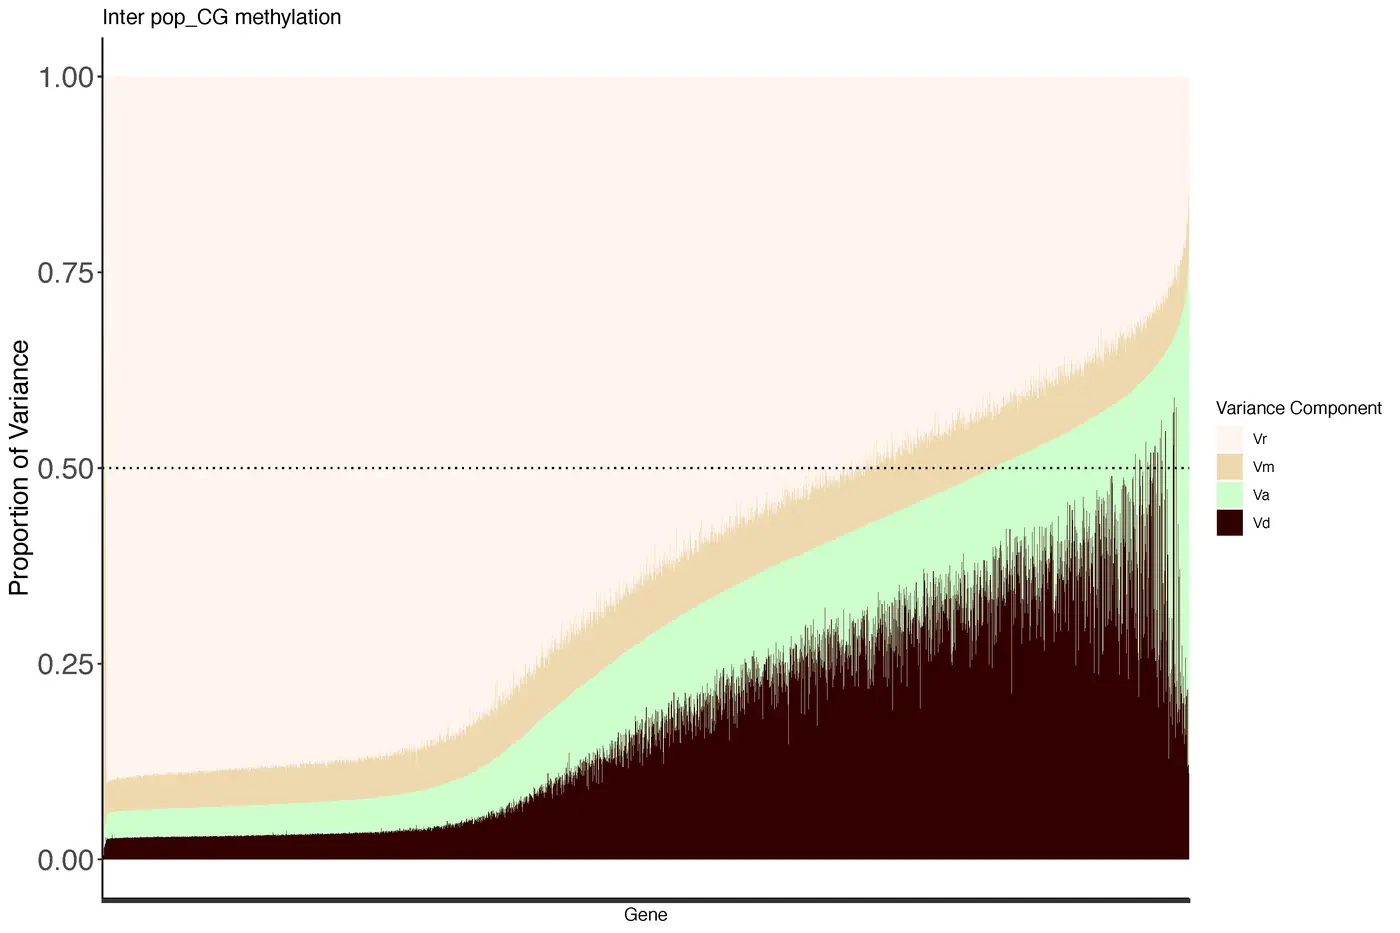 Inter pop_CG methylation
1.00
0.75
0.50
0.25
0.00
Proportion of Variance
Gene
Variance Component
Vr
Vm
Va
Vd